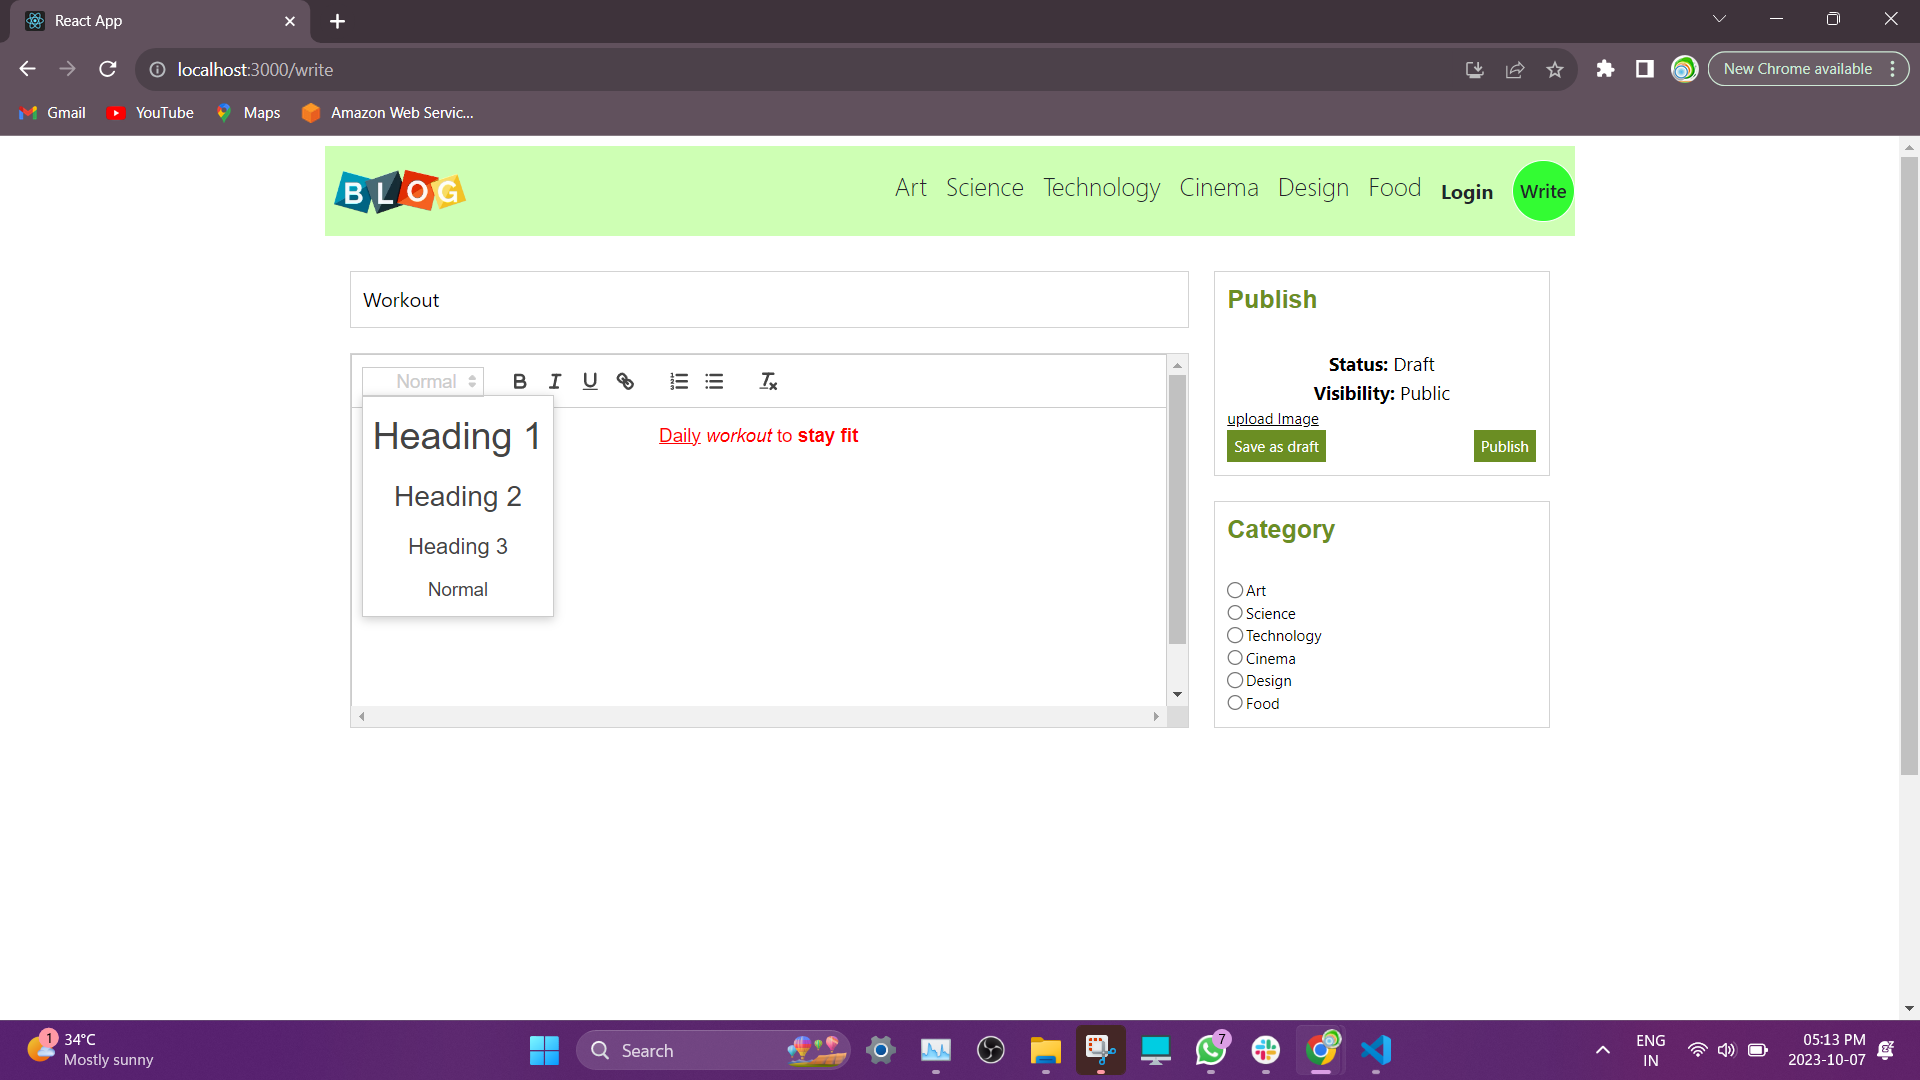 React App
localhost:3000/write
New Chrome available
Gmail YouTube Maps Amazon Web Servic...
BLOG
Art Science Technology Cinema Design Food Login Write
Workout
Normal
Heading 1
Heading 2
Heading 3
Normal
Daily workout to stay fit
Publish
Status: Draft
Visibility: Public
upload Image
Save as draft Publish
Category
Art
Science
Technology
Cinema
Design
Food
1
34°C
Mostly sunny
Search
7
ENG
IN
05:13 PM
2023-10-07